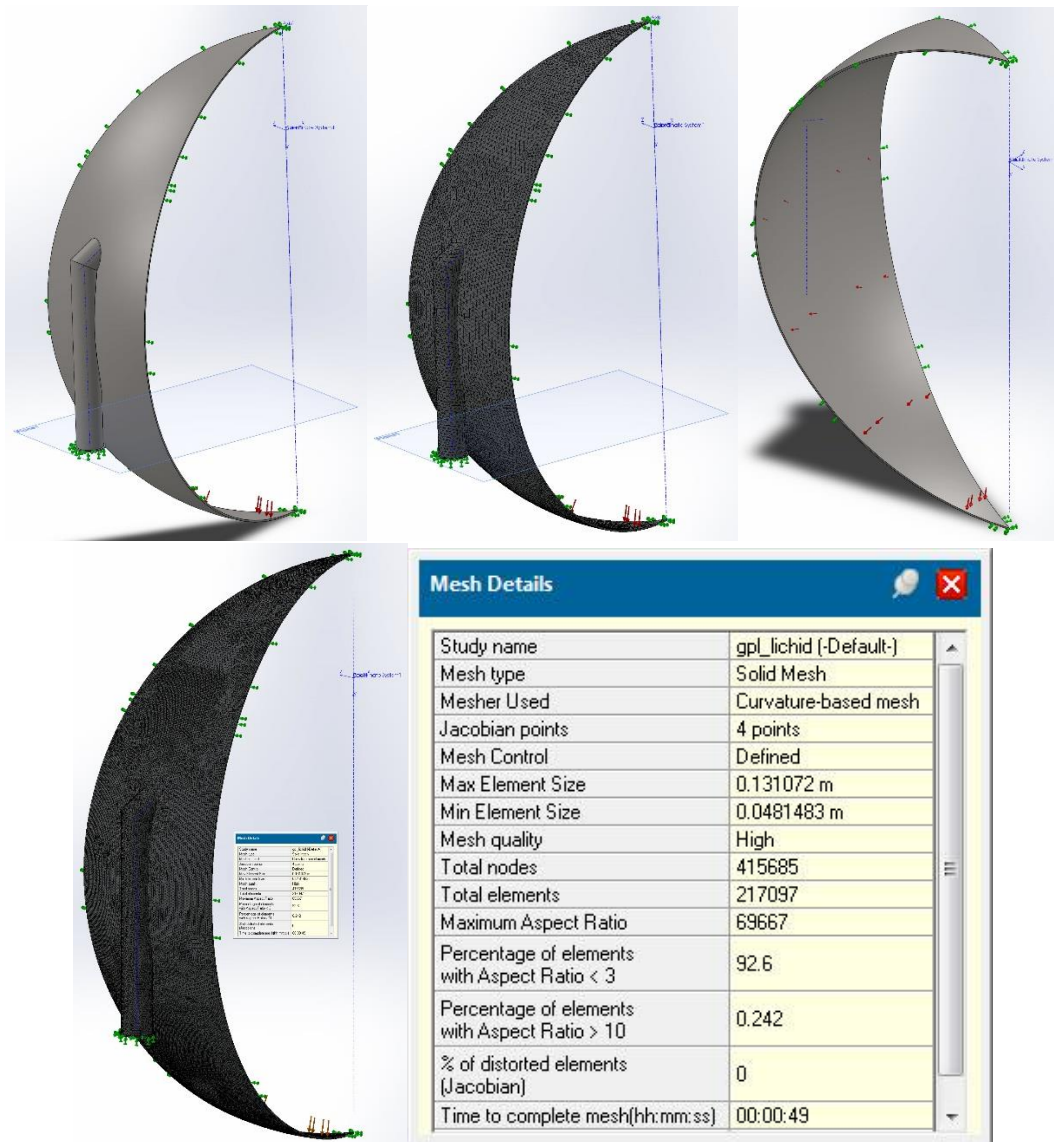 Mesh Details
Study name gpl_lichid (-Default-)
Mesh type Solid Mesh
Mesher Used Curvature-based mesh
Jacobian points 4 points
Mesh Control Defined
Max Element Size 0.131072 m
Min Element Size 0.0481483 m
Mesh quality High
Total nodes 415685
Total elements 217097
Maximum Aspect Ratio 69667
Percentage of elements
with Aspect Ratio < 3 92.6
Percentage of elements
with Aspect Ratio > 10 0.242
% of distorted elements
(Jacobian) 0
Time to complete mesh(hh:mm:ss) 00:00:49